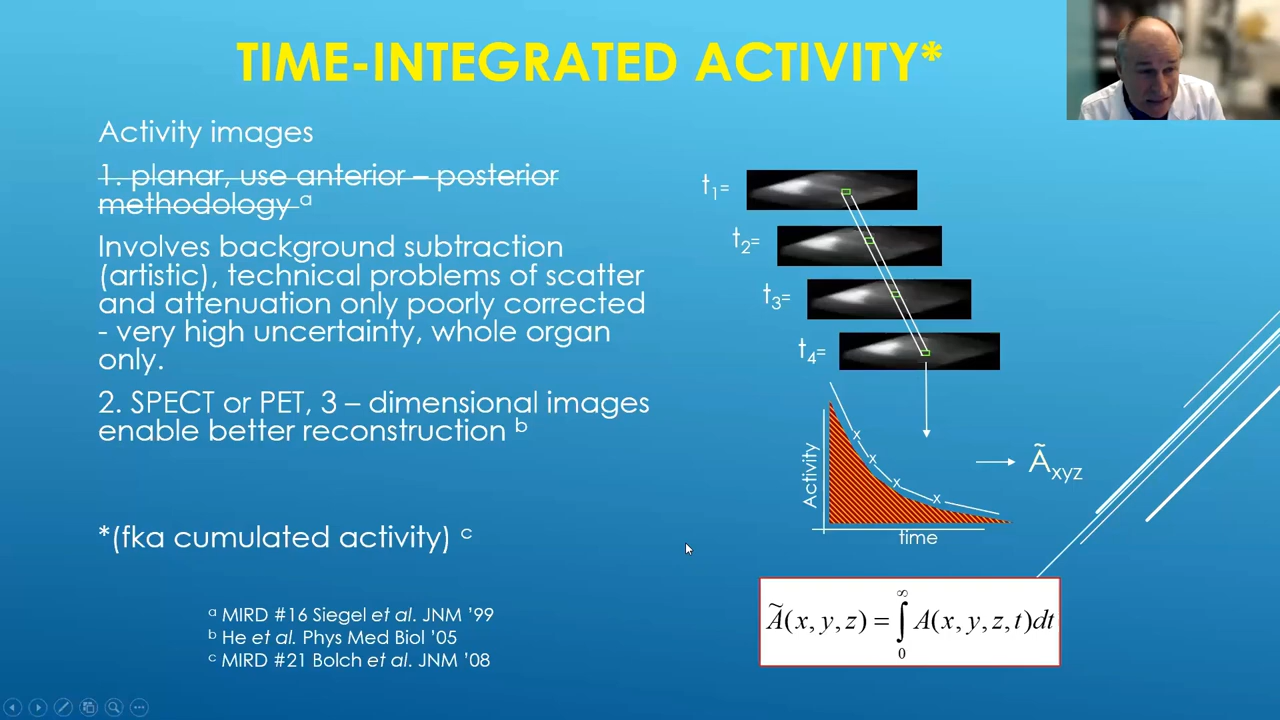 TIME-INTEGRATED ACTIVITY*
Activity images
1. planar, use anterior – posterior
methodology a
Involves background subtraction
(artistic), technical problems of scatter
and attenuation only poorly corrected
- very high uncertainty, whole organ
only.
2. SPECT or PET, 3 – dimensional images
enable better reconstruction b
*(fka cumulated activity) c
a MIRD #16 Siegel et al. JNM ’99
b He et al. Phys Med Biol ’05
c MIRD #21 Bolch et al. JNM ’08
t1=
t2=
t3=
t4=
Activity
x
x
x
x
time
Ãxyz
Ã(x, y, z) = ∫0∞ A(x, y, z, t)dt